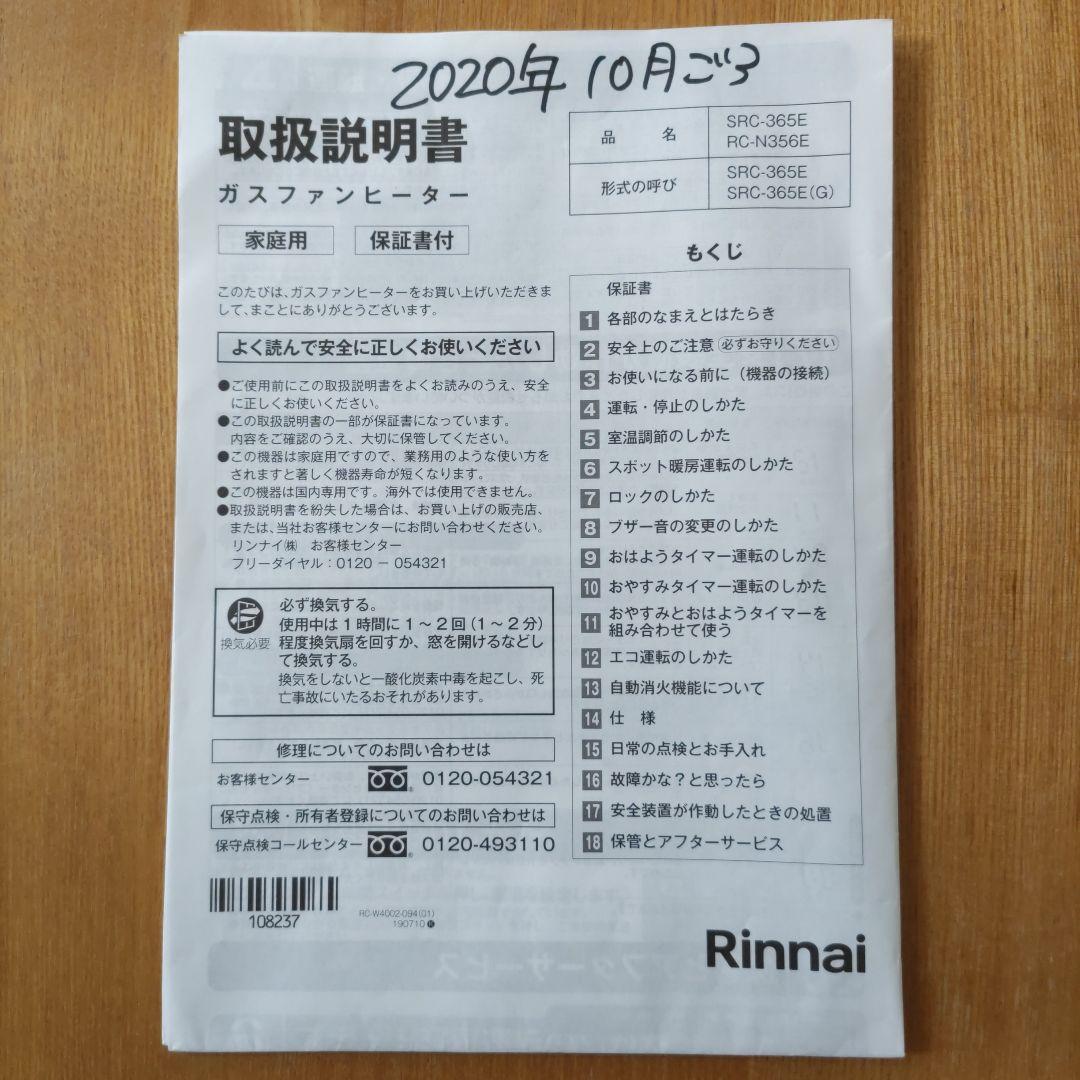 2020年 10月ごろ
取扱説明書
ガスファンヒーター
家庭用 保証書付
品名 SRC-365E
RC-N356E
形式の呼び SRC-365E
SRC-365E(G)
このたびは、ガスファンヒーターをお買い上げいただきま
して、まことにありがとうございます。
よく読んで安全に正しくお使いください
●ご使用前にこの取扱説明書をよくお読みのうえ、安全
に正しくお使いください。
●この取扱説明書の一部が保証書になっています。
内容をご確認のうえ、大切に保管してください。
●この機器は家庭用ですので、業務用のような使い方を
されますと著しく機器寿命が短くなります。
●この機器は国内専用です。海外では使用できません。
●取扱説明書を紛失した場合は、お買い上げの販売店、
または、当社お客様センターにお問い合わせください。
リンナイ㈱ お客様センター
フリーダイヤル:0120-054321
換気必要
必ず換気する。
使用中は1時間に1~2回(1~2分)
程度換気扇を回すか、窓を開けるなどし
て換気する。
換気をしないと一酸化炭素中毒を起こし、死
亡事故にいたるおそれがあります。
修理についてのお問い合わせは
お客様センター 0120-054321
保守点検・所有者登録についてのお問い合わせは
保守点検コールセンター 0120-493110
108237
RC-W4002-094(01)
190710 R
もくじ
保証書
1 各部のなまえとはたらき
2 安全上のご注意 必ずお守りください
3 お使いになる前に(機器の接続)
4 運転・停止のしかた
5 室温調節のしかた
6 スポット暖房運転のしかた
7 ロックのしかた
8 ブザー音の変更のしかた
9 おはようタイマー運転のしかた
10 おやすみタイマー運転のしかた
11 おやすみとおはようタイマーを
組み合わせて使う
12 エコ運転のしかた
13 自動消火機能について
14 仕様
15 日常の点検とお手入れ
16 故障かな?と思ったら
17 安全装置が作動したときの処置
18 保管とアフターサービス
Rinnai